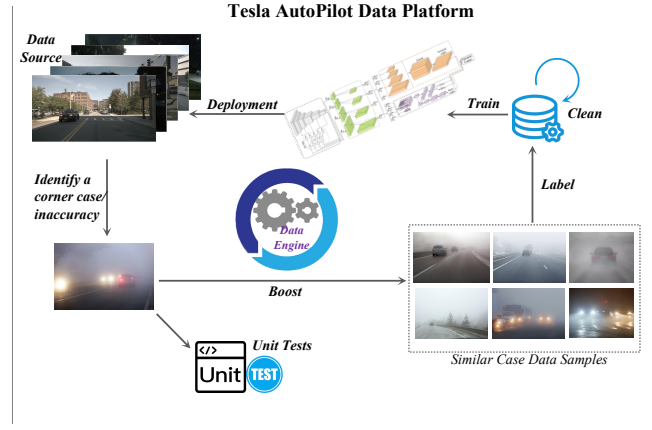 Tesla AutoPilot Data Platform
Data
Source
Deployment
Train
Clean
Identify a
corner case/
inaccuracy
Data
Engine
Label
Boost
Unit Tests
</>
Unit
TEST
Similar Case Data Samples